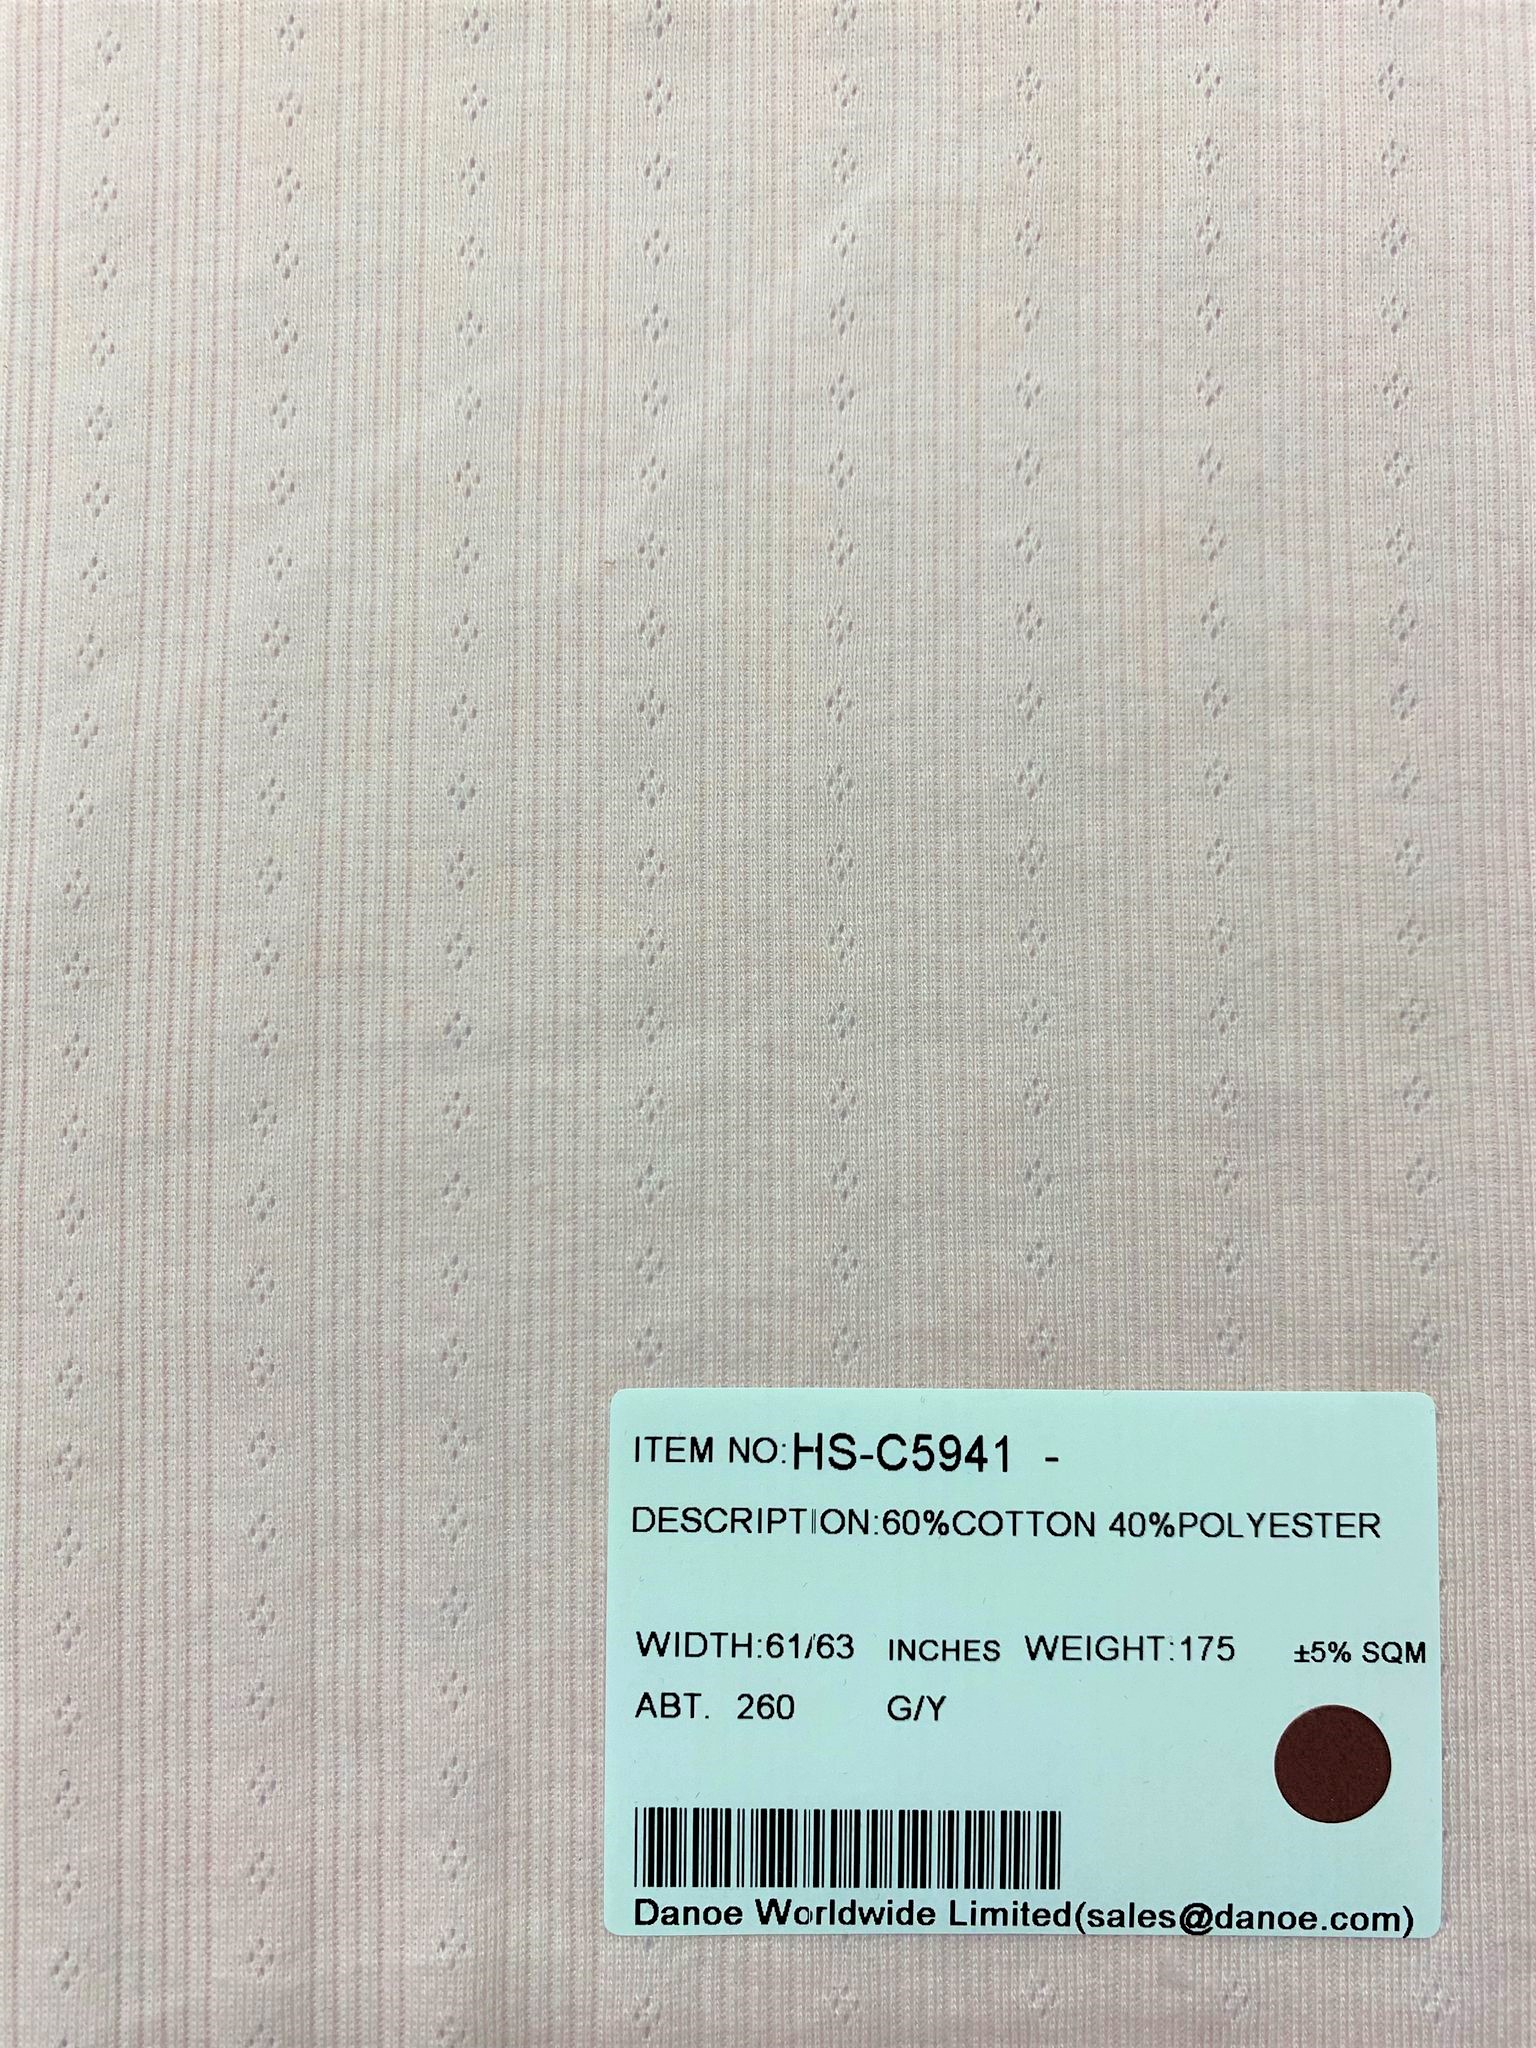 ITEM NO:HS-C5941 -
DESCRIPTION:60%COTTON 40%POLYESTER
WIDTH:61/63 INCHES WEIGHT:175 ±5% SQM
ABT. 260 G/Y
Danoe Worldwide Limited(sales@danoe.com)